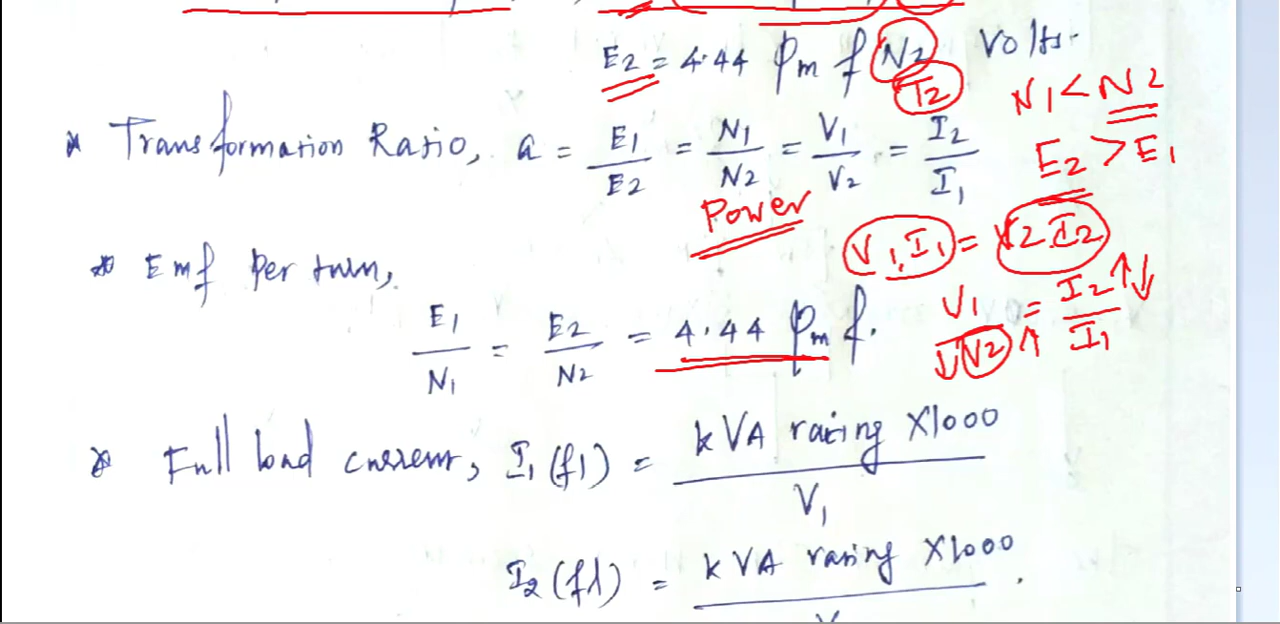 E2 = 4.44 φm f N2 Volts.
I2
N1 < N2
* Transformation Ratio, a = E1/E2 = N1/N2 = V1/V2 = I2/I1
E2 > E1
Power
V1, I1 = V2 I2
* Emf per turn,
E1/N1 = E2/N2 = 4.44 φm f.
V1/↓V2↑ = I2↑↓/I1
* Full load current, I1 (fl) = kVA rating X1000 / V1
I2 (fl) = kVA rating X1000 .